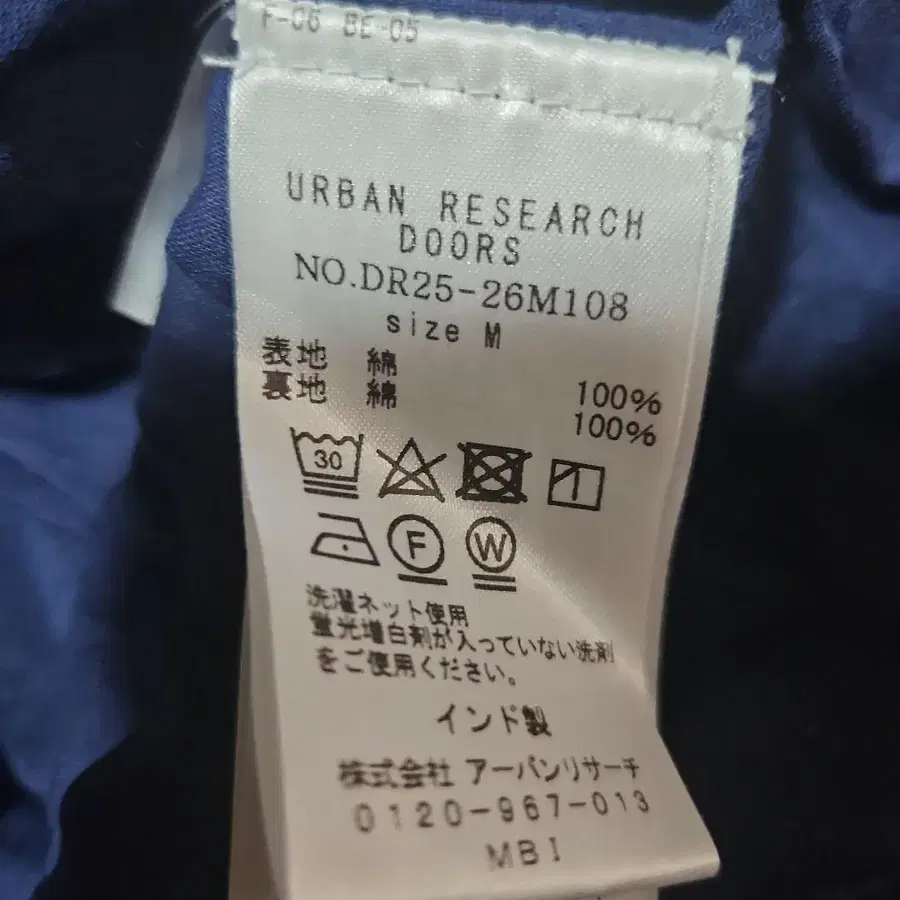 F-06 BE-05
URBAN RESEARCH
DOORS
NO.DR25-26M108
size M
表地 綿 100%
裏地 綿 100%
30
F W
洗濯ネット使用
蛍光増白剤が入っていない洗剤
をご使用ください。
インド製
株式会社 アーバンリサーチ
0120-967-013
MBI